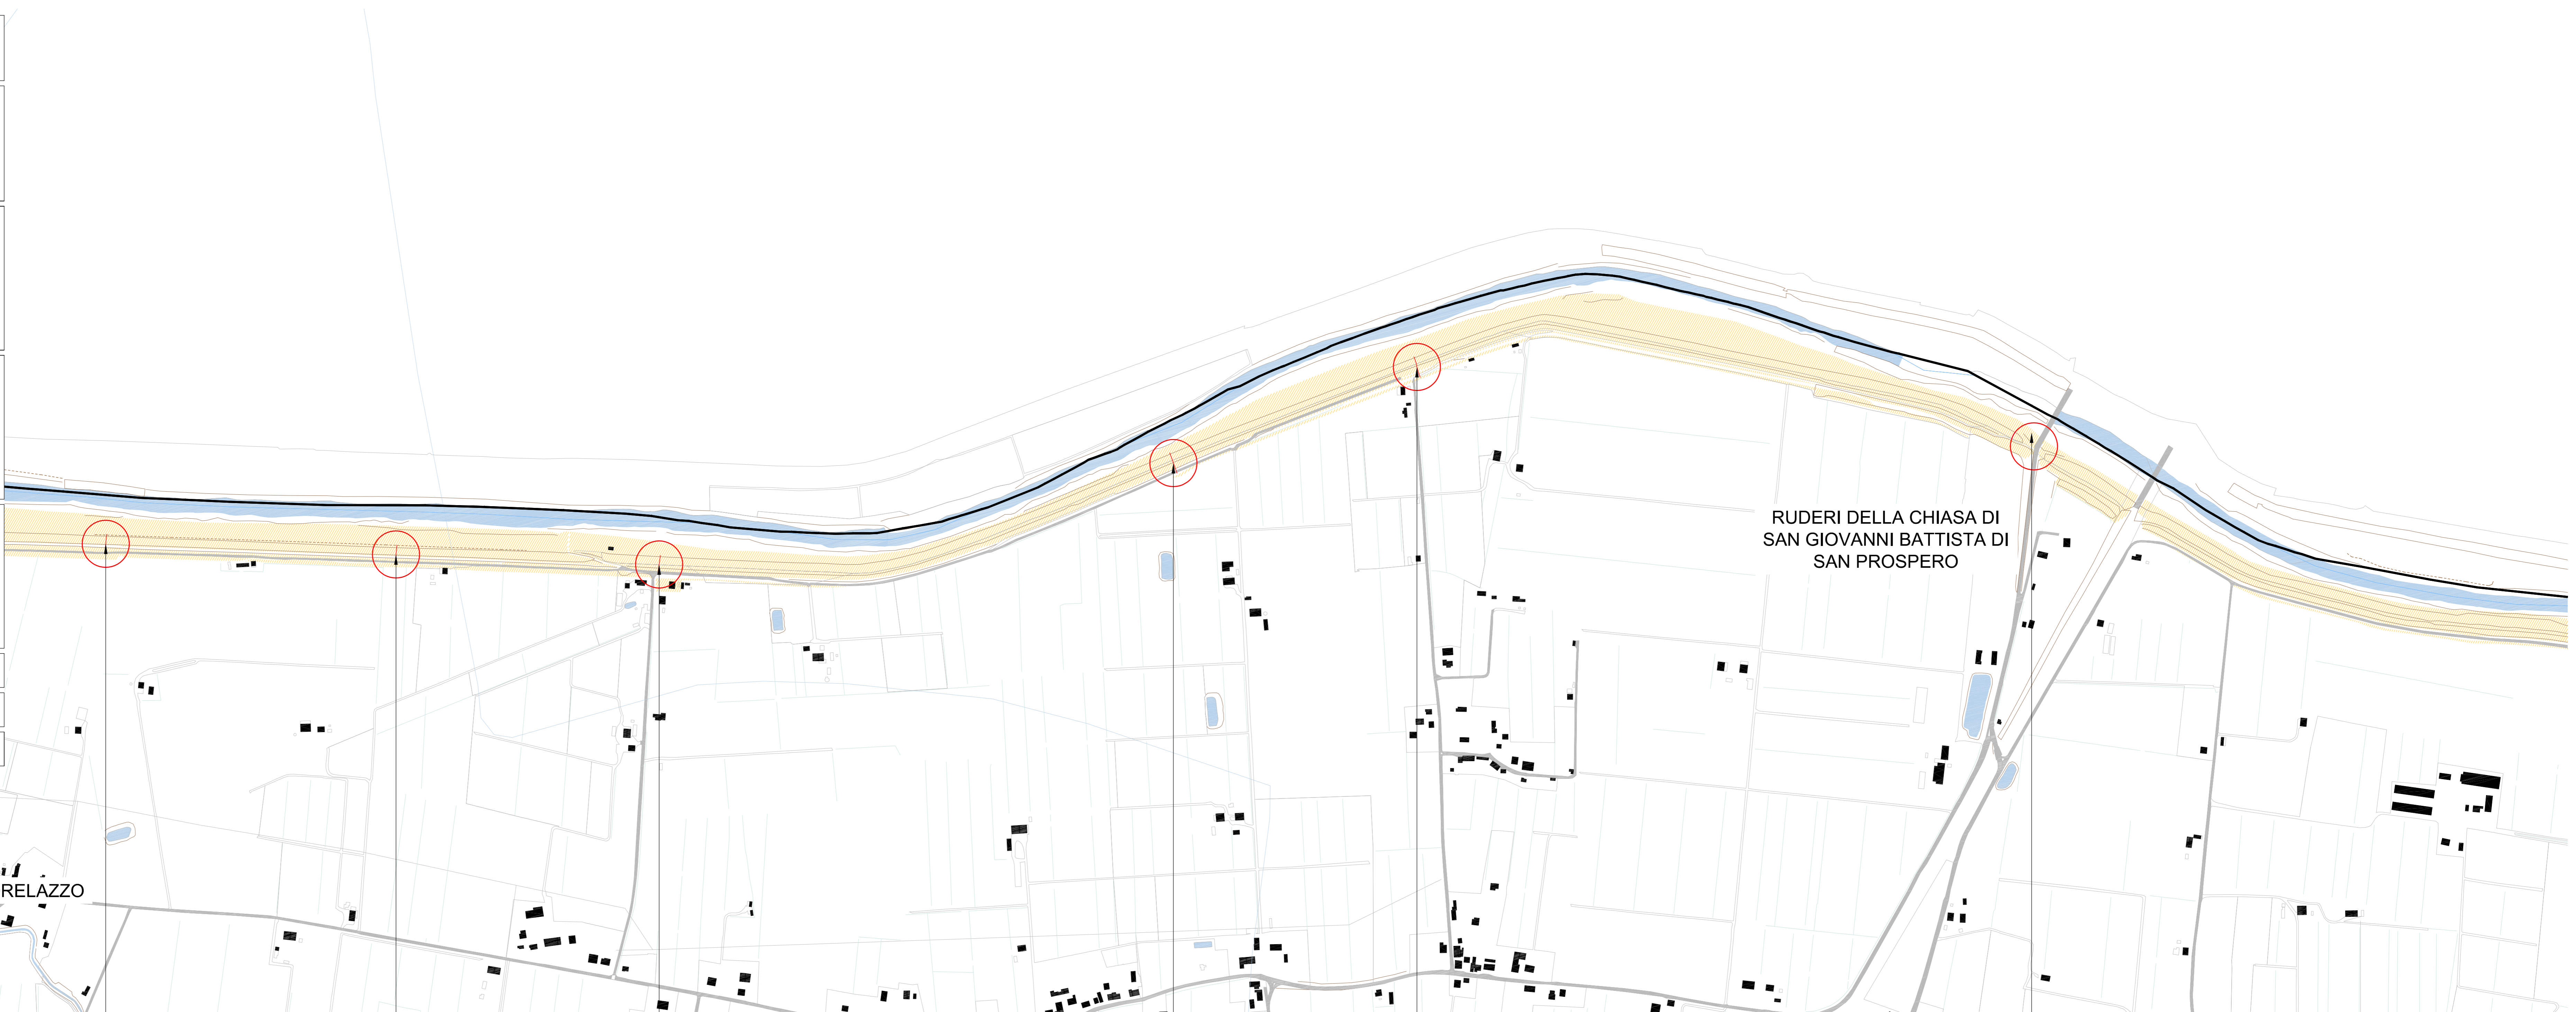 RUDERI DELLA CHIASA DI
SAN GIOVANNI BATTISTA DI
SAN PROSPERO
RELAZZO